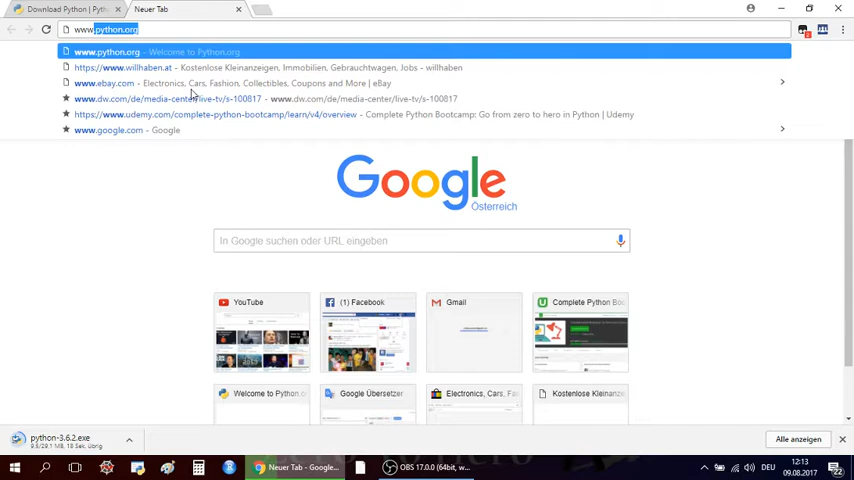 Download Python | Pyth
Neuer Tab
www.python.org
www.python.org - Welcome to Python.org
https://www.willhaben.at - Kostenlose Kleinanzeigen, Immobilien, Gebrauchtwagen, Jobs - willhaben
www.ebay.com - Electronics, Cars, Fashion, Collectibles, Coupons and More | eBay
www.dw.com/de/media-center/live-tv/s-100817 - www.dw.com/de/media-center/live-tv/s-100817
https://www.udemy.com/complete-python-bootcamp/learn/v4/overview - Complete Python Bootcamp: Go from zero to hero in Python | Udemy
www.google.com - Google
Google
Österreich
In Google suchen oder URL eingeben
YouTube
(1) Facebook
Gmail
Complete Python Boo
Welcome to Python.o
Google Übersetzer
Electronics, Cars, Fa
Kostenlose Kleinanze
python-3.6.2.exe
9.8/29.1 MB, 18 Sek. übrig
Alle anzeigen
Neuer Tab - Google...
OBS 17.0.0 (64bit, w...
DEU
12:13
09.08.2017
22